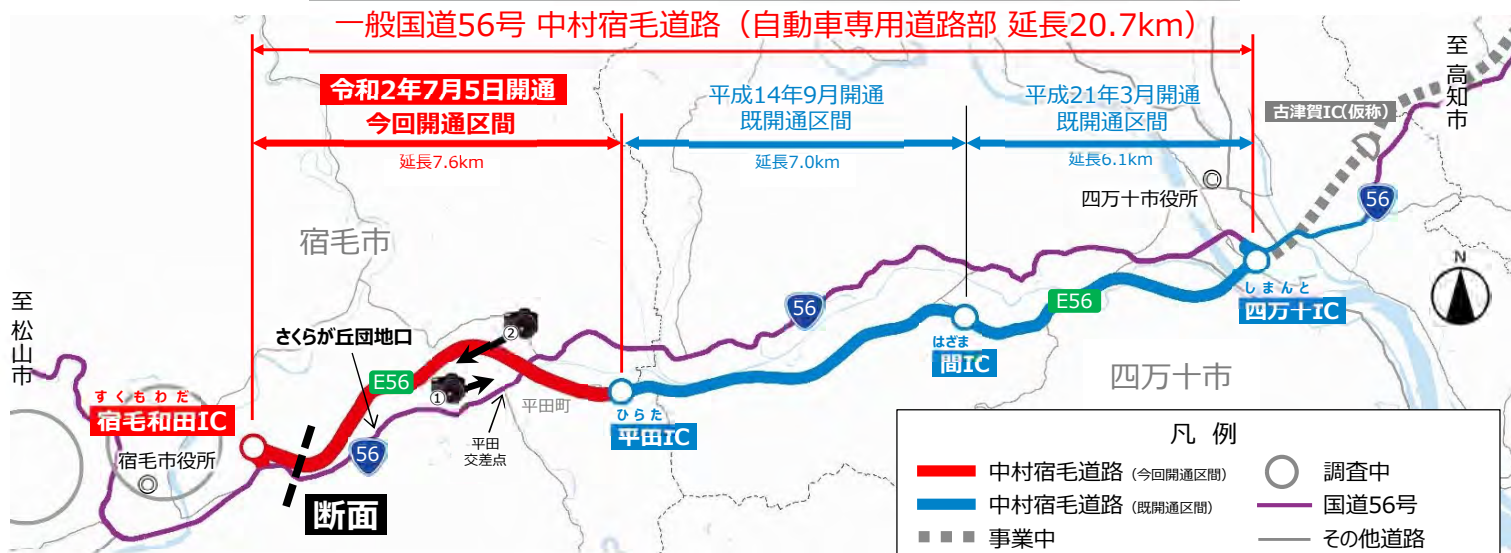 一般国道56号 中村宿毛道路（自動車専用道路部 延長20.7km）
令和2年7月5日開通
今回開通区間
延長7.6km
平成14年9月開通
既開通区間
延長7.0km
平成21年3月開通
既開通区間
延長6.1km
至 高知市
古津賀IC(仮称)
56
四万十市役所
宿毛市
N
E56
しまんと
四万十IC
56
至 松山市
さくらが丘団地口
②
はざま
間IC
四万十市
E56
①
すくもわだ
宿毛和田IC
平田町
ひらた
平田IC
平田
交差点
56
宿毛市役所
断面
凡 例
中村宿毛道路 (今回開通区間)
調査中
中村宿毛道路 (既開通区間)
国道56号
事業中
その他道路